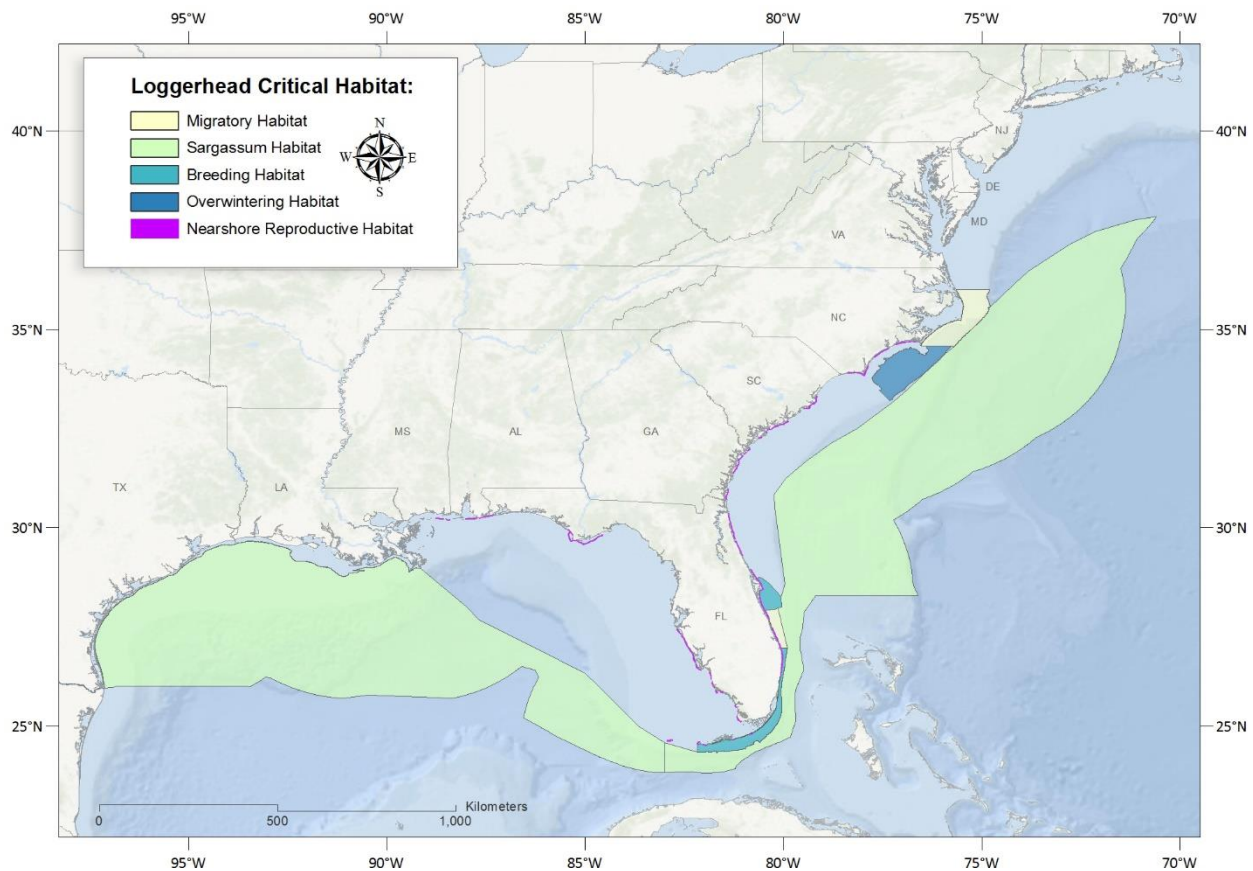 95°W 90°W 85°W 80°W 75°W 70°W
Loggerhead Critical Habitat:
Migratory Habitat
Sargassum Habitat
Breeding Habitat
Overwintering Habitat
Nearshore Reproductive Habitat
N
W E
S
40°N 40°N
NJ
DE
MD
VA
35°N 35°N
NC
SC
MS AL GA
TX LA
30°N 30°N
FL
25°N 25°N
0 500 1,000 Kilometers
95°W 90°W 85°W 80°W 75°W 70°W